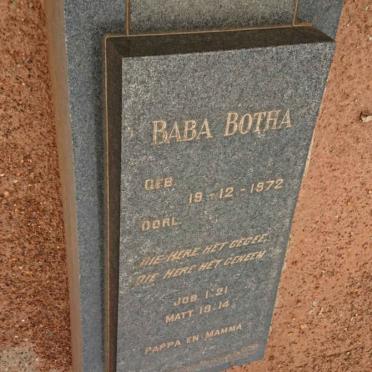 BABA BOTHA
GEB.
19-12-1972
OORL.
DIE HERE HET GEGEE,
DIE HERE HET GENEEM
JOB 1.21
MATT 19.14
PAPPA EN MAMMA